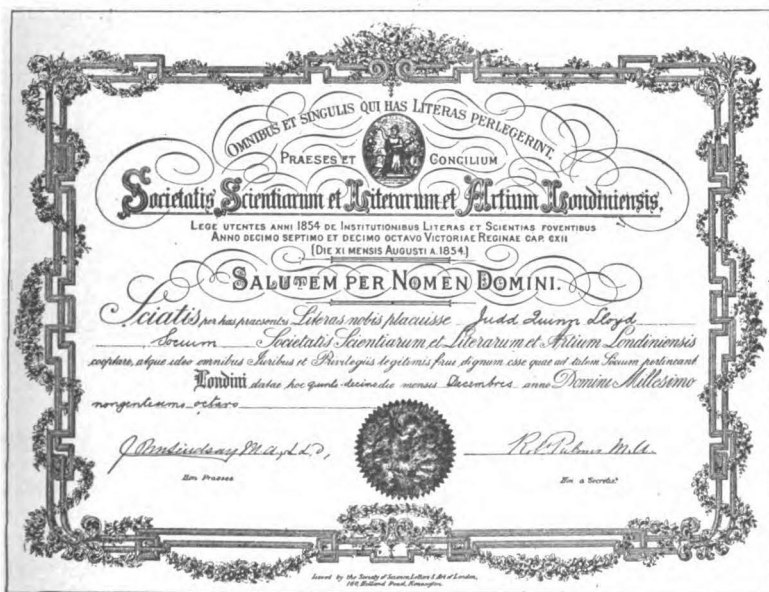 OMNIBUS ET SINGULIS QUI HAS LITERAS PERLEGERINT,
PRAESES ET CONCILIUM
Societatis Scientiarum et Literarum et Artium Londiniensis,
LEGE UTENTES ANNI 1854 DE INSTITUTIONIBUS LITERAS ET SCIENTIAS FOVENTIBUS
ANNO DECIMO SEPTIMO ET DECIMO OCTAVO VICTORIAE REGINAE CAP. CXII
(DIE XI MENSIS AUGUSTI A. 1854.)
SALUTEM PER NOMEN DOMINI.
Sciatis per has praesentes Literas nobis placuisse Judd Quinn Lloyd
Socium Societatis Scientiarum et Literarum et Artium Londiniensis
cooptare, atque ideo omnibus Juribus et Privilegiis legitimis frui dignum esse quae ad talem Socium pertineant
Londini datae hoc quinto decimo die menses Decembres anno Domini Millesimo
nongentesimo octavo
M.A., L.L.D, M.A.
Hon Praeses Hon a Secretis
Issued by the Society of Science, Letters & Art of London,
Holland Road, Kensington